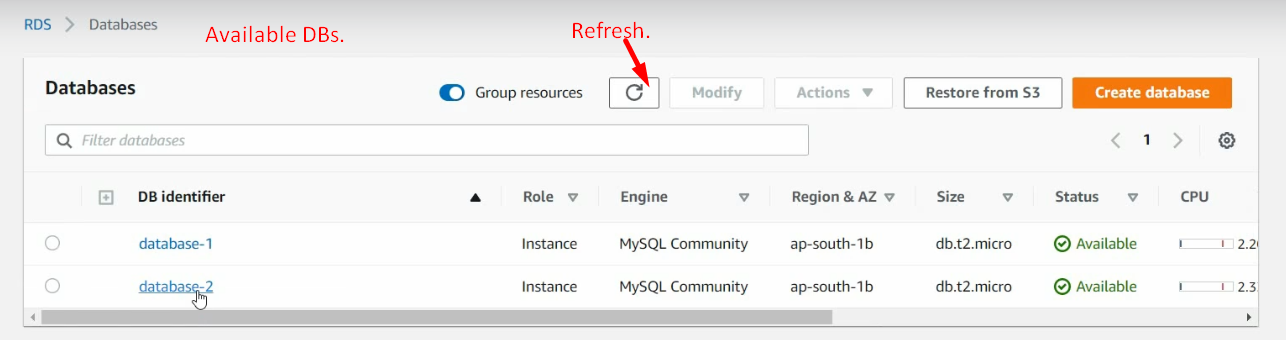 RDS > Databases
Available DBs. Refresh.
Databases Group resources Modify Actions Restore from S3 Create database
Filter databases 1
DB identifier Role Engine Region & AZ Size Status CPU
database-1 Instance MySQL Community ap-south-1b db.t2.micro Available
database-2 Instance MySQL Community ap-south-1b db.t2.micro Available